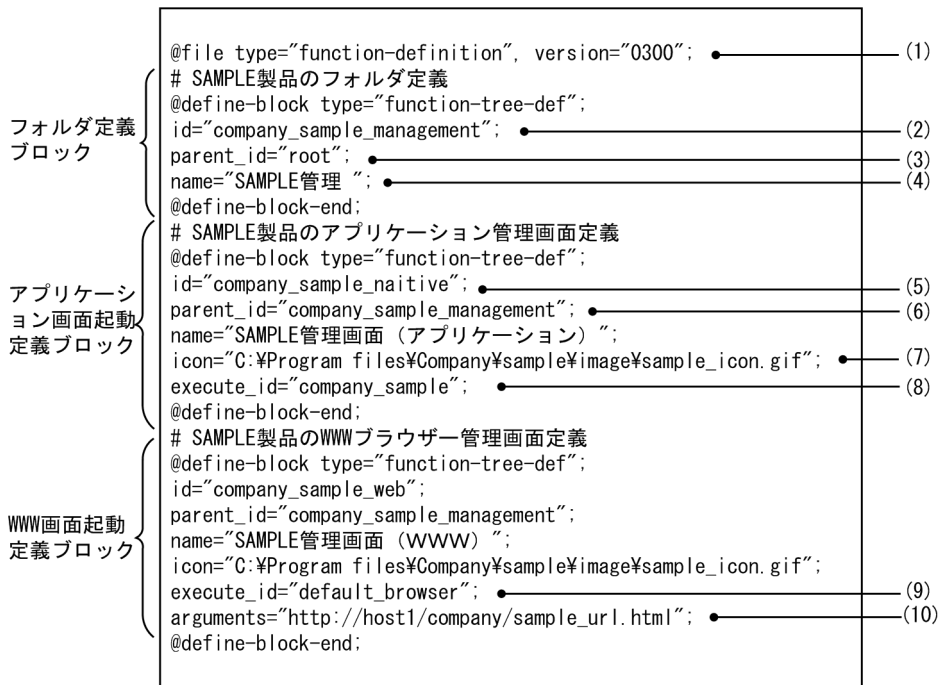 @file type="function-definition", version="0300"; (1)
# SAMPLE製品のフォルダ定義
@define-block type="function-tree-def";
id="company_sample_management"; (2)
parent_id="root"; (3)
name="SAMPLE管理 "; (4)
@define-block-end;
フォルダ定義
ブロック
# SAMPLE製品のアプリケーション管理画面定義
@define-block type="function-tree-def";
id="company_sample_naitive"; (5)
parent_id="company_sample_management"; (6)
name="SAMPLE管理画面（アプリケーション）";
icon="C:¥Program files¥Company¥sample¥image¥sample_icon.gif"; (7)
execute_id="company_sample"; (8)
@define-block-end;
アプリケーシ
ョン画面起動
定義ブロック
# SAMPLE製品のWWWブラウザー管理画面定義
@define-block type="function-tree-def";
id="company_sample_web";
parent_id="company_sample_management";
name="SAMPLE管理画面（ＷＷＷ）";
icon="C:¥Program files¥Company¥sample¥image¥sample_icon.gif";
execute_id="default_browser"; (9)
arguments="http://host1/company/sample_url.html"; (10)
@define-block-end;
WWW画面起動
定義ブロック